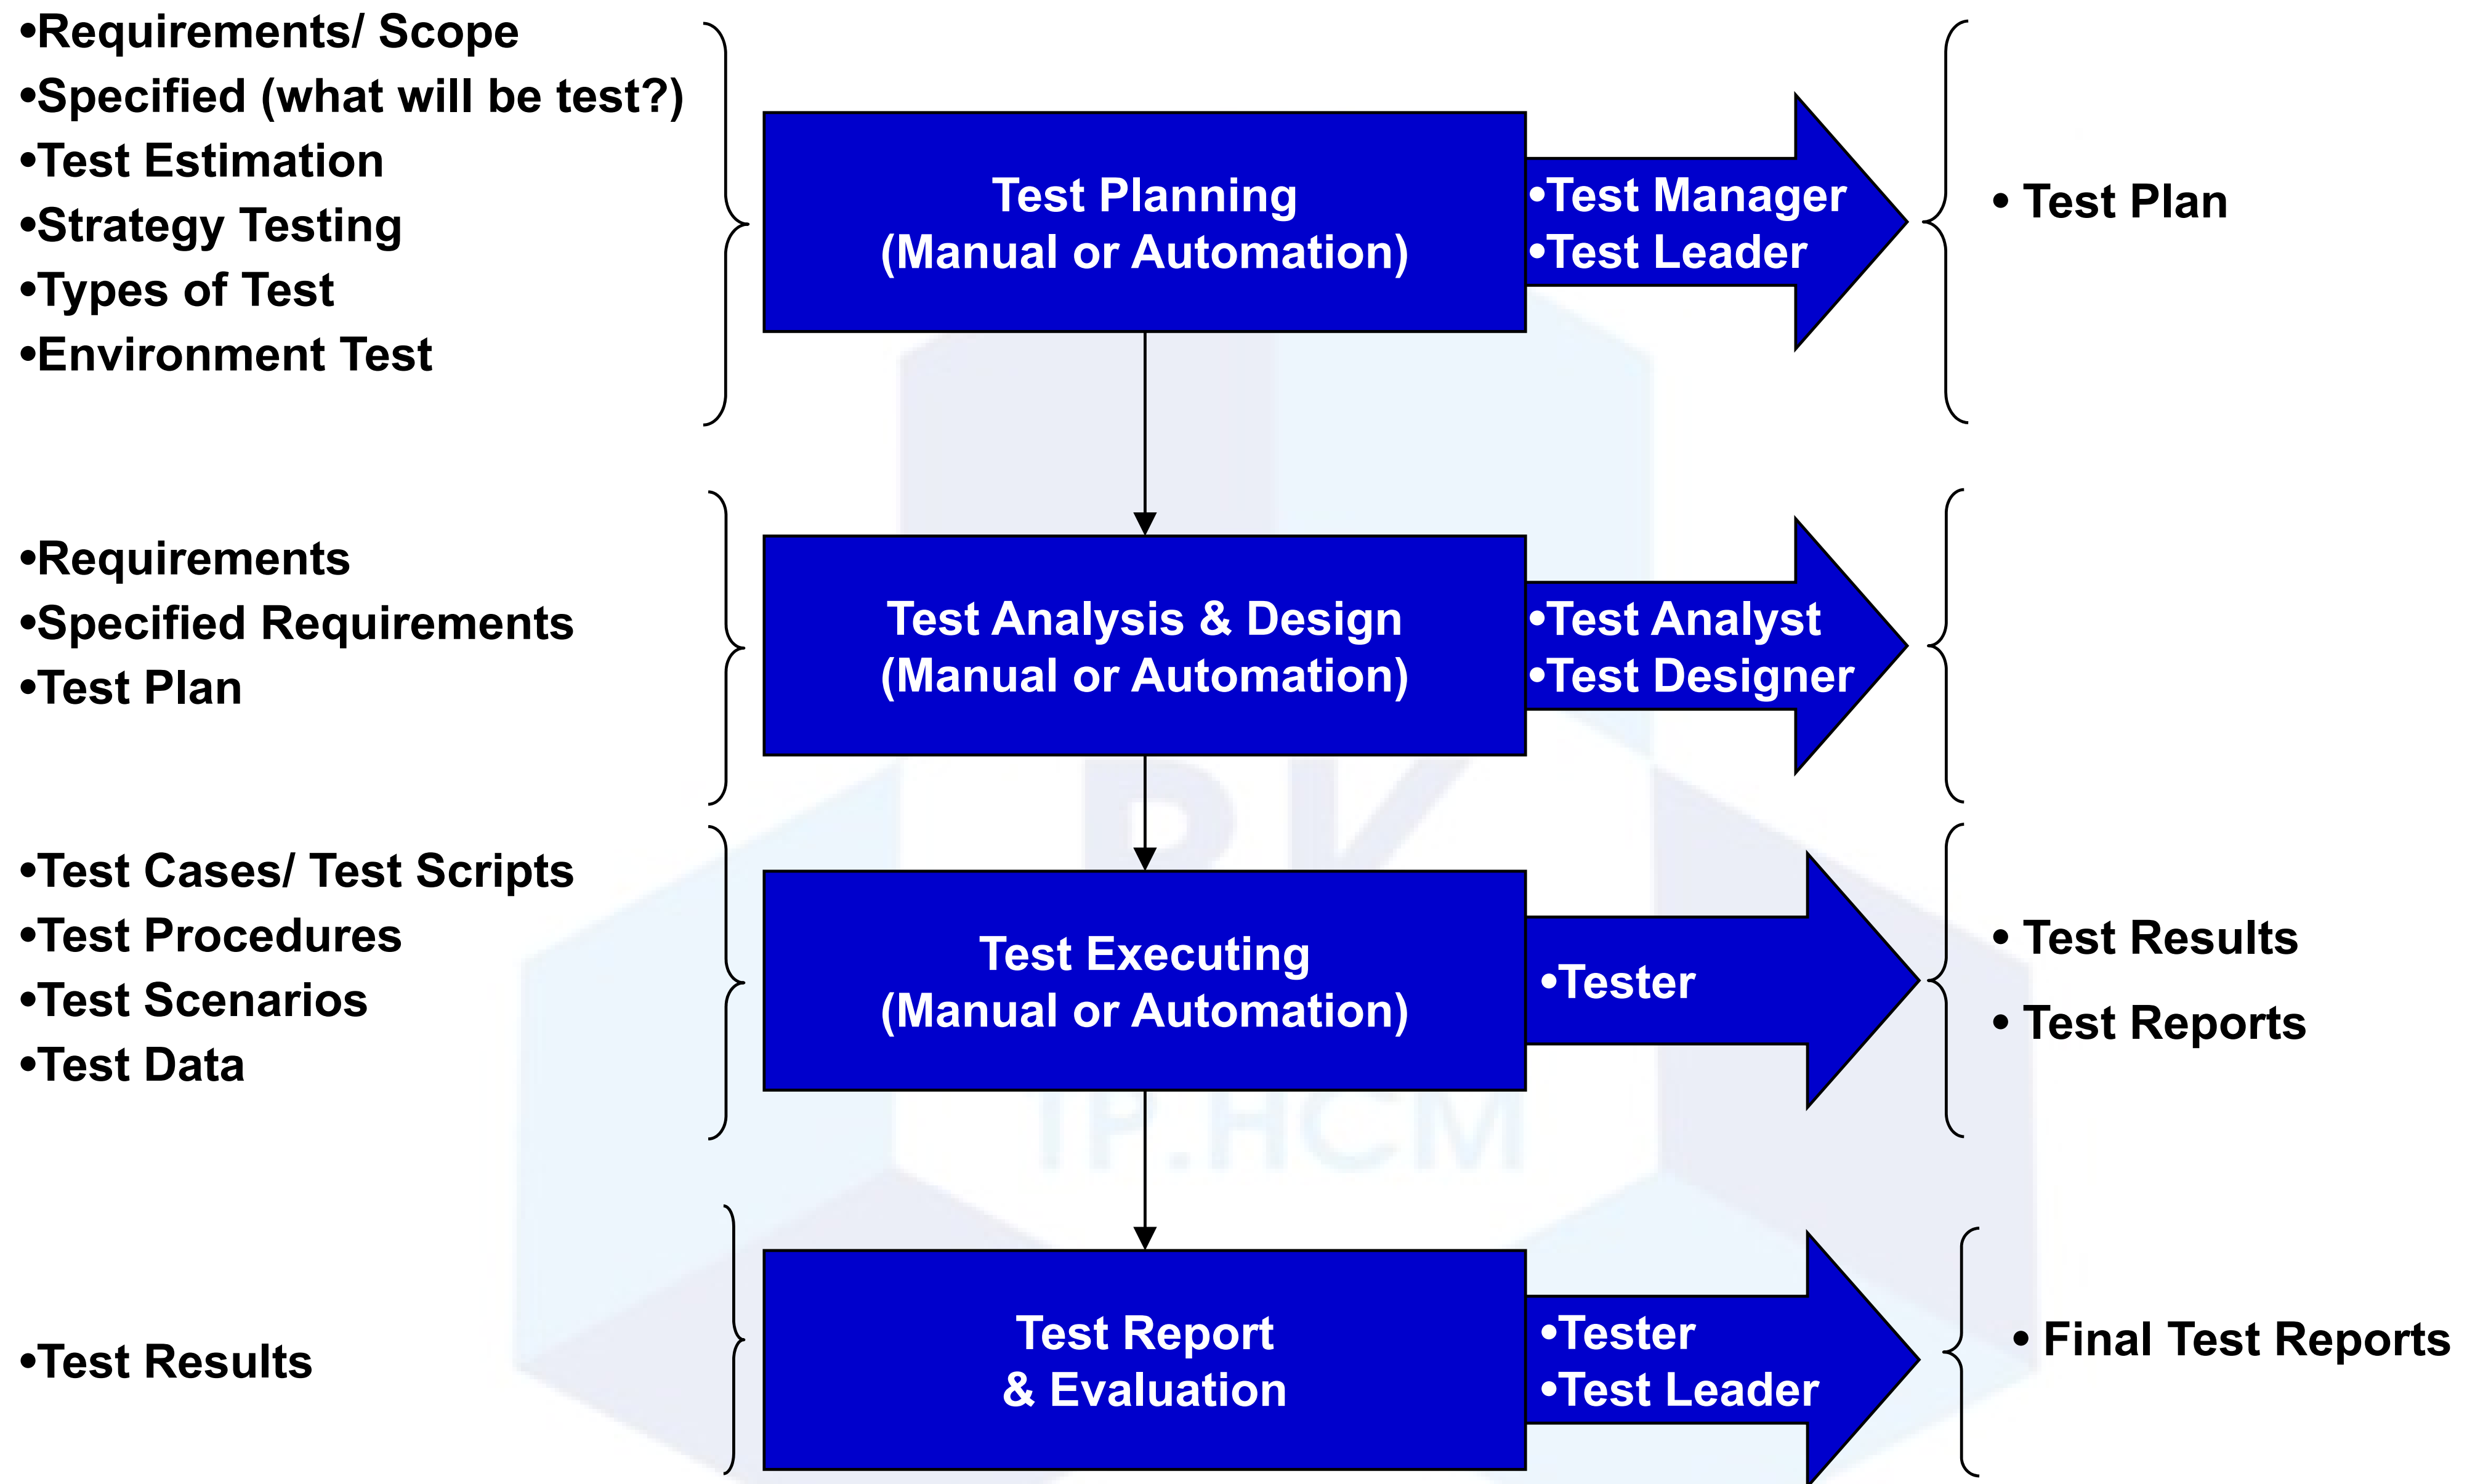 •Requirements/ Scope
•Specified (what will be test?)
•Test Estimation
•Strategy Testing
•Types of Test
•Environment Test
Test Planning
(Manual or Automation)
•Test Manager
•Test Leader
• Test Plan
•Requirements
•Specified Requirements
•Test Plan
Test Analysis & Design
(Manual or Automation)
•Test Analyst
•Test Designer
•Test Cases/ Test Scripts
•Test Procedures
•Test Scenarios
•Test Data
Test Executing
(Manual or Automation)
•Tester
• Test Results
• Test Reports
•Test Results
Test Report
& Evaluation
•Tester
•Test Leader
• Final Test Reports
BK
TP.HCM